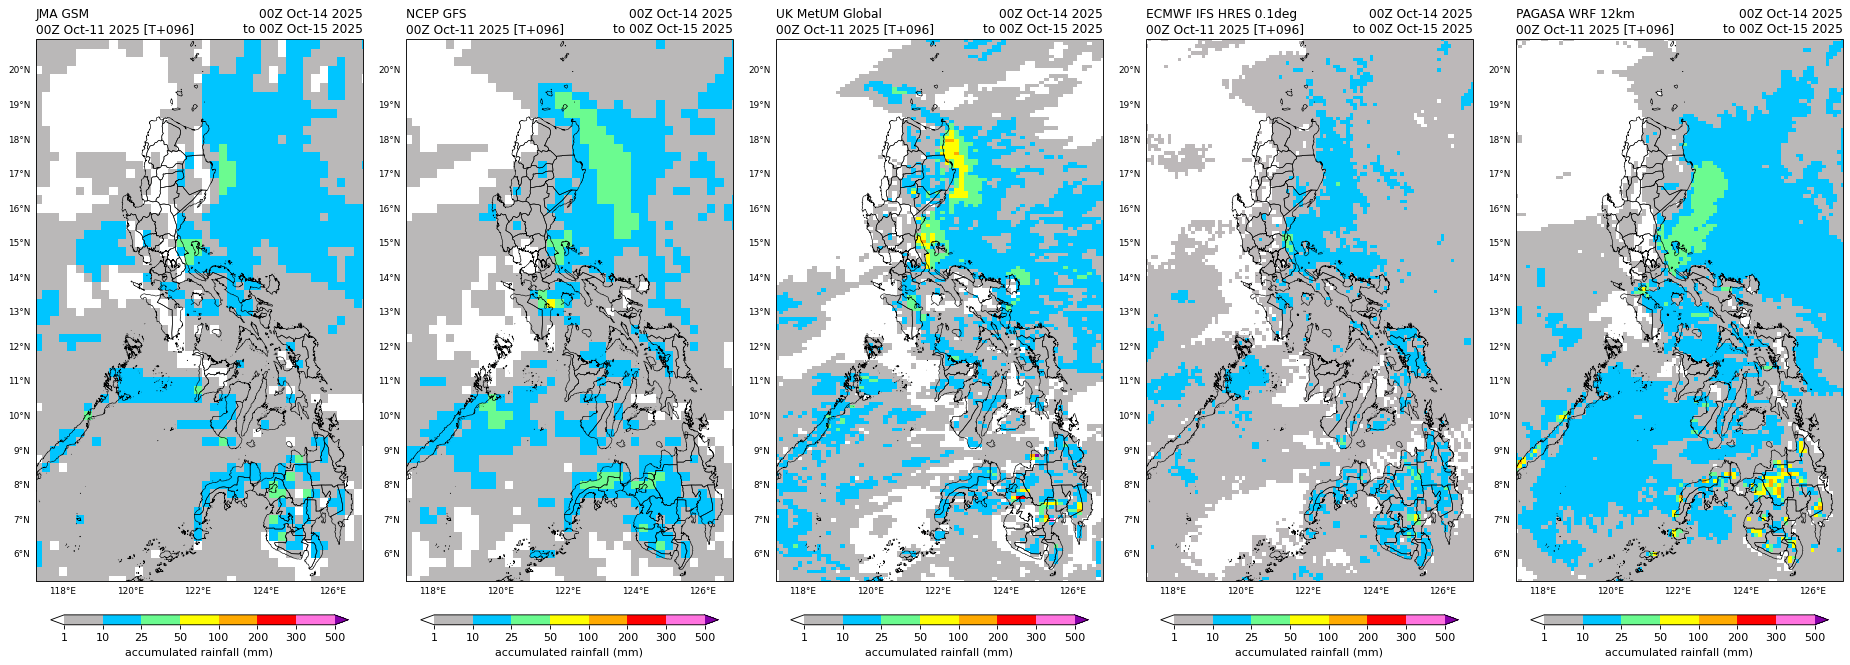 JMA GSM 00Z Oct-14 2025
00Z Oct-11 2025 [T+096] to 00Z Oct-15 2025
20°N
19°N
18°N
17°N
16°N
15°N
14°N
13°N
12°N
11°N
10°N
9°N
8°N
7°N
6°N
118°E 120°E 122°E 124°E 126°E
1 10 25 50 100 200 300 500
accumulated rainfall (mm)
NCEP GFS 00Z Oct-14 2025
00Z Oct-11 2025 [T+096] to 00Z Oct-15 2025
20°N
19°N
18°N
17°N
16°N
15°N
14°N
13°N
12°N
11°N
10°N
9°N
8°N
7°N
6°N
118°E 120°E 122°E 124°E 126°E
1 10 25 50 100 200 300 500
accumulated rainfall (mm)
UK MetUM Global 00Z Oct-14 2025
00Z Oct-11 2025 [T+096] to 00Z Oct-15 2025
20°N
19°N
18°N
17°N
16°N
15°N
14°N
13°N
12°N
11°N
10°N
9°N
8°N
7°N
6°N
118°E 120°E 122°E 124°E 126°E
1 10 25 50 100 200 300 500
accumulated rainfall (mm)
ECMWF IFS HRES 0.1deg 00Z Oct-14 2025
00Z Oct-11 2025 [T+096] to 00Z Oct-15 2025
20°N
19°N
18°N
17°N
16°N
15°N
14°N
13°N
12°N
11°N
10°N
9°N
8°N
7°N
6°N
118°E 120°E 122°E 124°E 126°E
1 10 25 50 100 200 300 500
accumulated rainfall (mm)
PAGASA WRF 12km 00Z Oct-14 2025
00Z Oct-11 2025 [T+096] to 00Z Oct-15 2025
20°N
19°N
18°N
17°N
16°N
15°N
14°N
13°N
12°N
11°N
10°N
9°N
8°N
7°N
6°N
118°E 120°E 122°E 124°E 126°E
1 10 25 50 100 200 300 500
accumulated rainfall (mm)